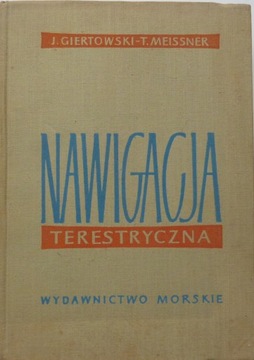 J. GIERTOWSKI-T. MEISSNER
NAWIGACJA
TERESTRYCZNA
WYDAWNICTWO MORSKIE